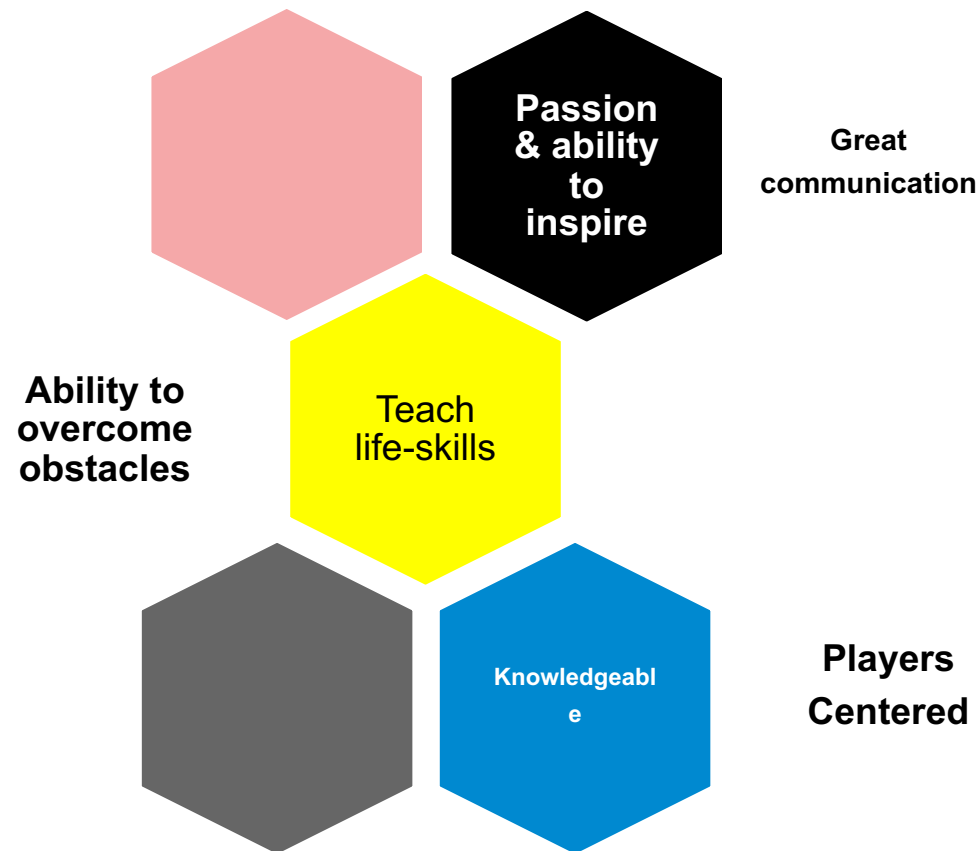 Passion
& ability
to
inspire
Great
communication
Ability to
overcome
obstacles
Teach
life-skills
Knowledgeabl
e
Players
Centered